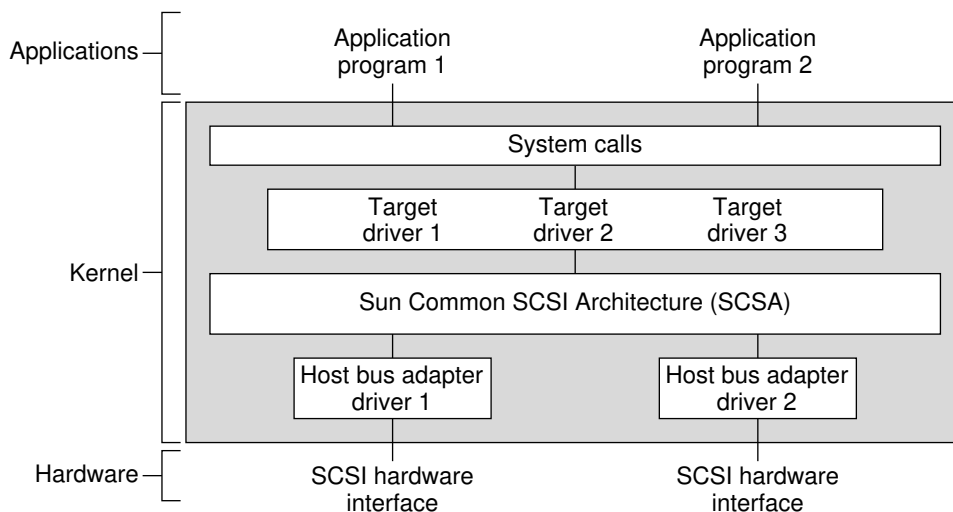 Applications
Application
program 1
Application
program 2
System calls
Target
driver 1
Target
driver 2
Target
driver 3
Kernel
Sun Common SCSI Architecture (SCSA)
Host bus adapter
driver 1
Host bus adapter
driver 2
Hardware
SCSI hardware
interface
SCSI hardware
interface